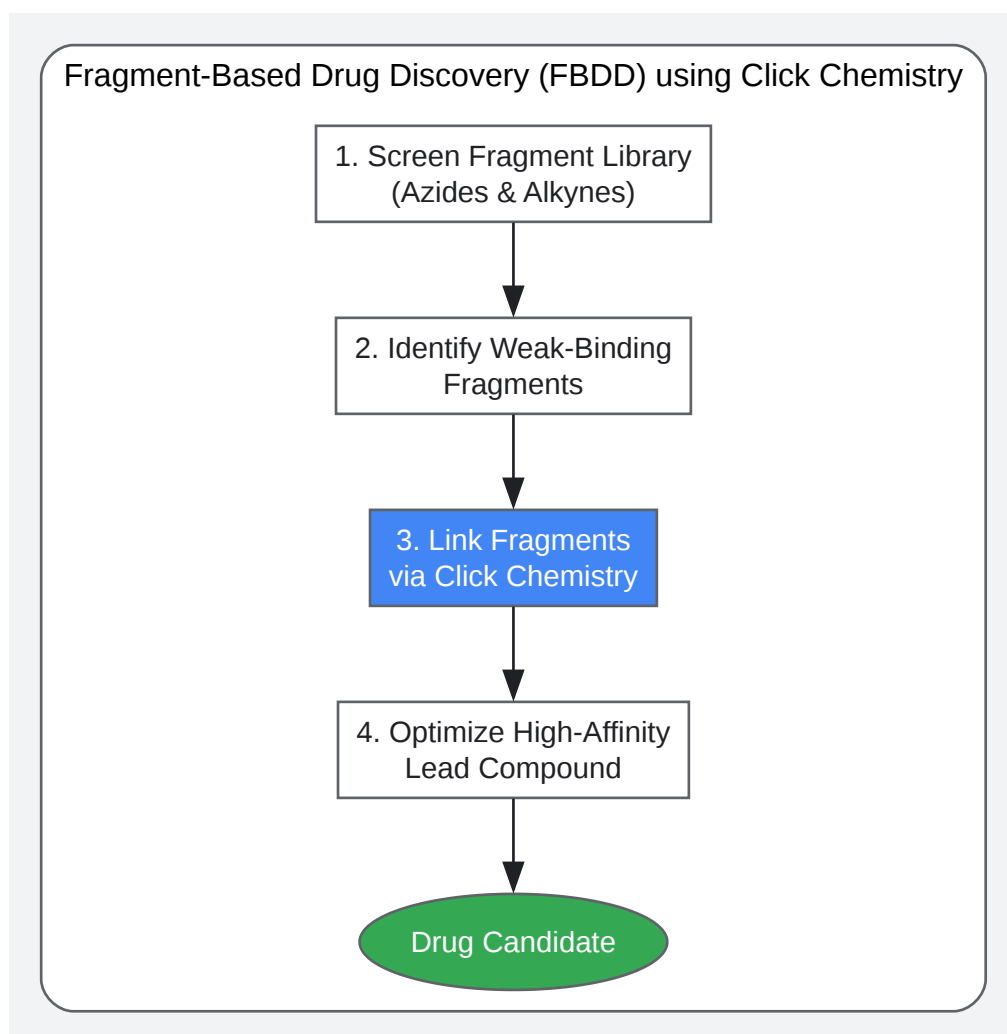 Fragment-Based Drug Discovery (FBDD) using Click Chemistry
1. Screen Fragment Library
(Azides & Alkynes)
2. Identify Weak-Binding
Fragments
3. Link Fragments
via Click Chemistry
4. Optimize High-Affinity
Lead Compound
Drug Candidate